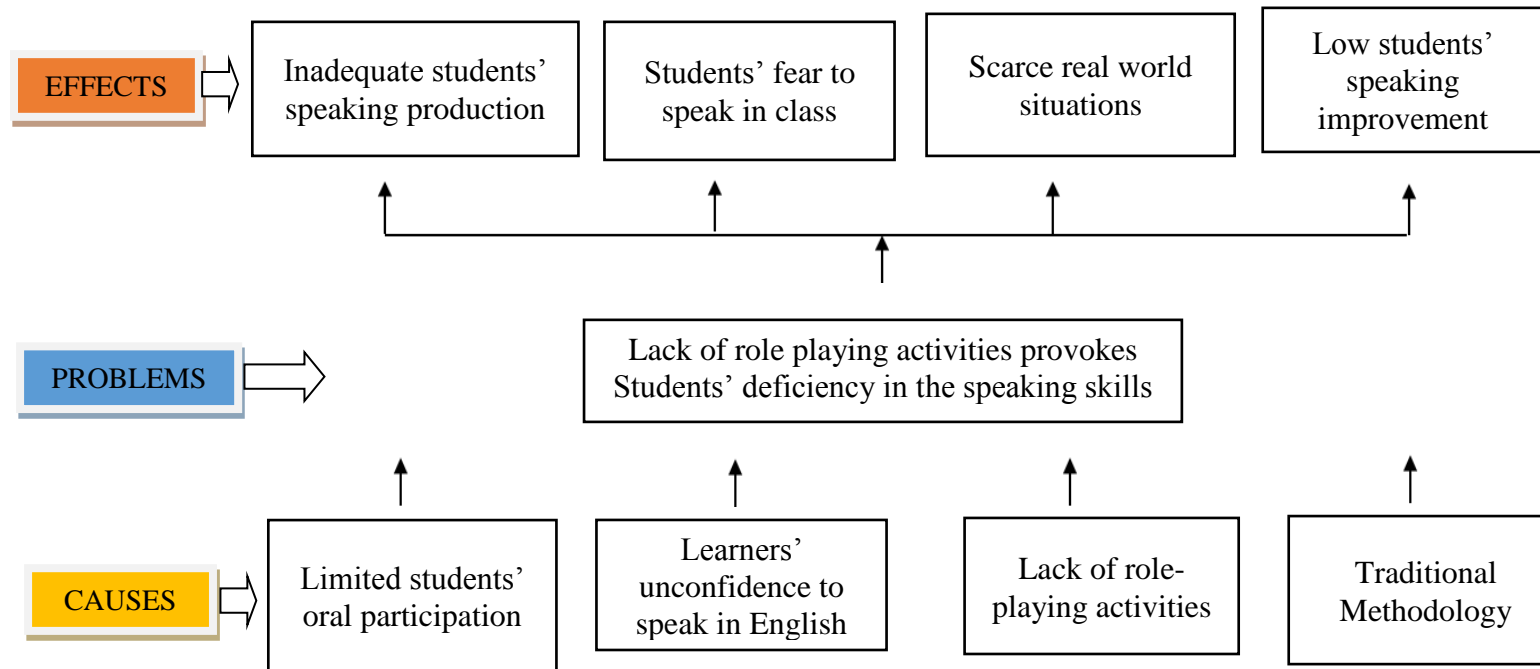 EFFECTS
Inadequate students’
speaking production
Students’ fear to
speak in class
Scarce real world
situations
Low students’
speaking
improvement
PROBLEMS
Lack of role playing activities provokes
Students’ deficiency in the speaking skills
CAUSES
Limited students’
oral participation
Learners’
unconfidence to
speak in English
Lack of role-
playing activities
Traditional
Methodology